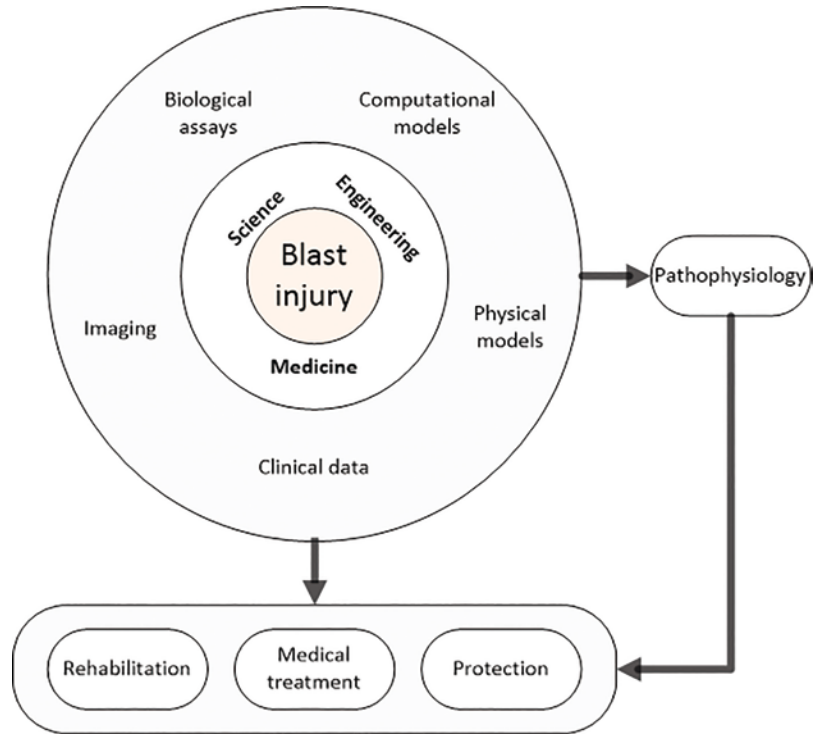 Biological
assays
Computational
models
Science
Engineering
Blast
injury
Pathophysiology
Imaging
Physical
models
Medicine
Clinical data
Rehabilitation
Medical
treatment
Protection